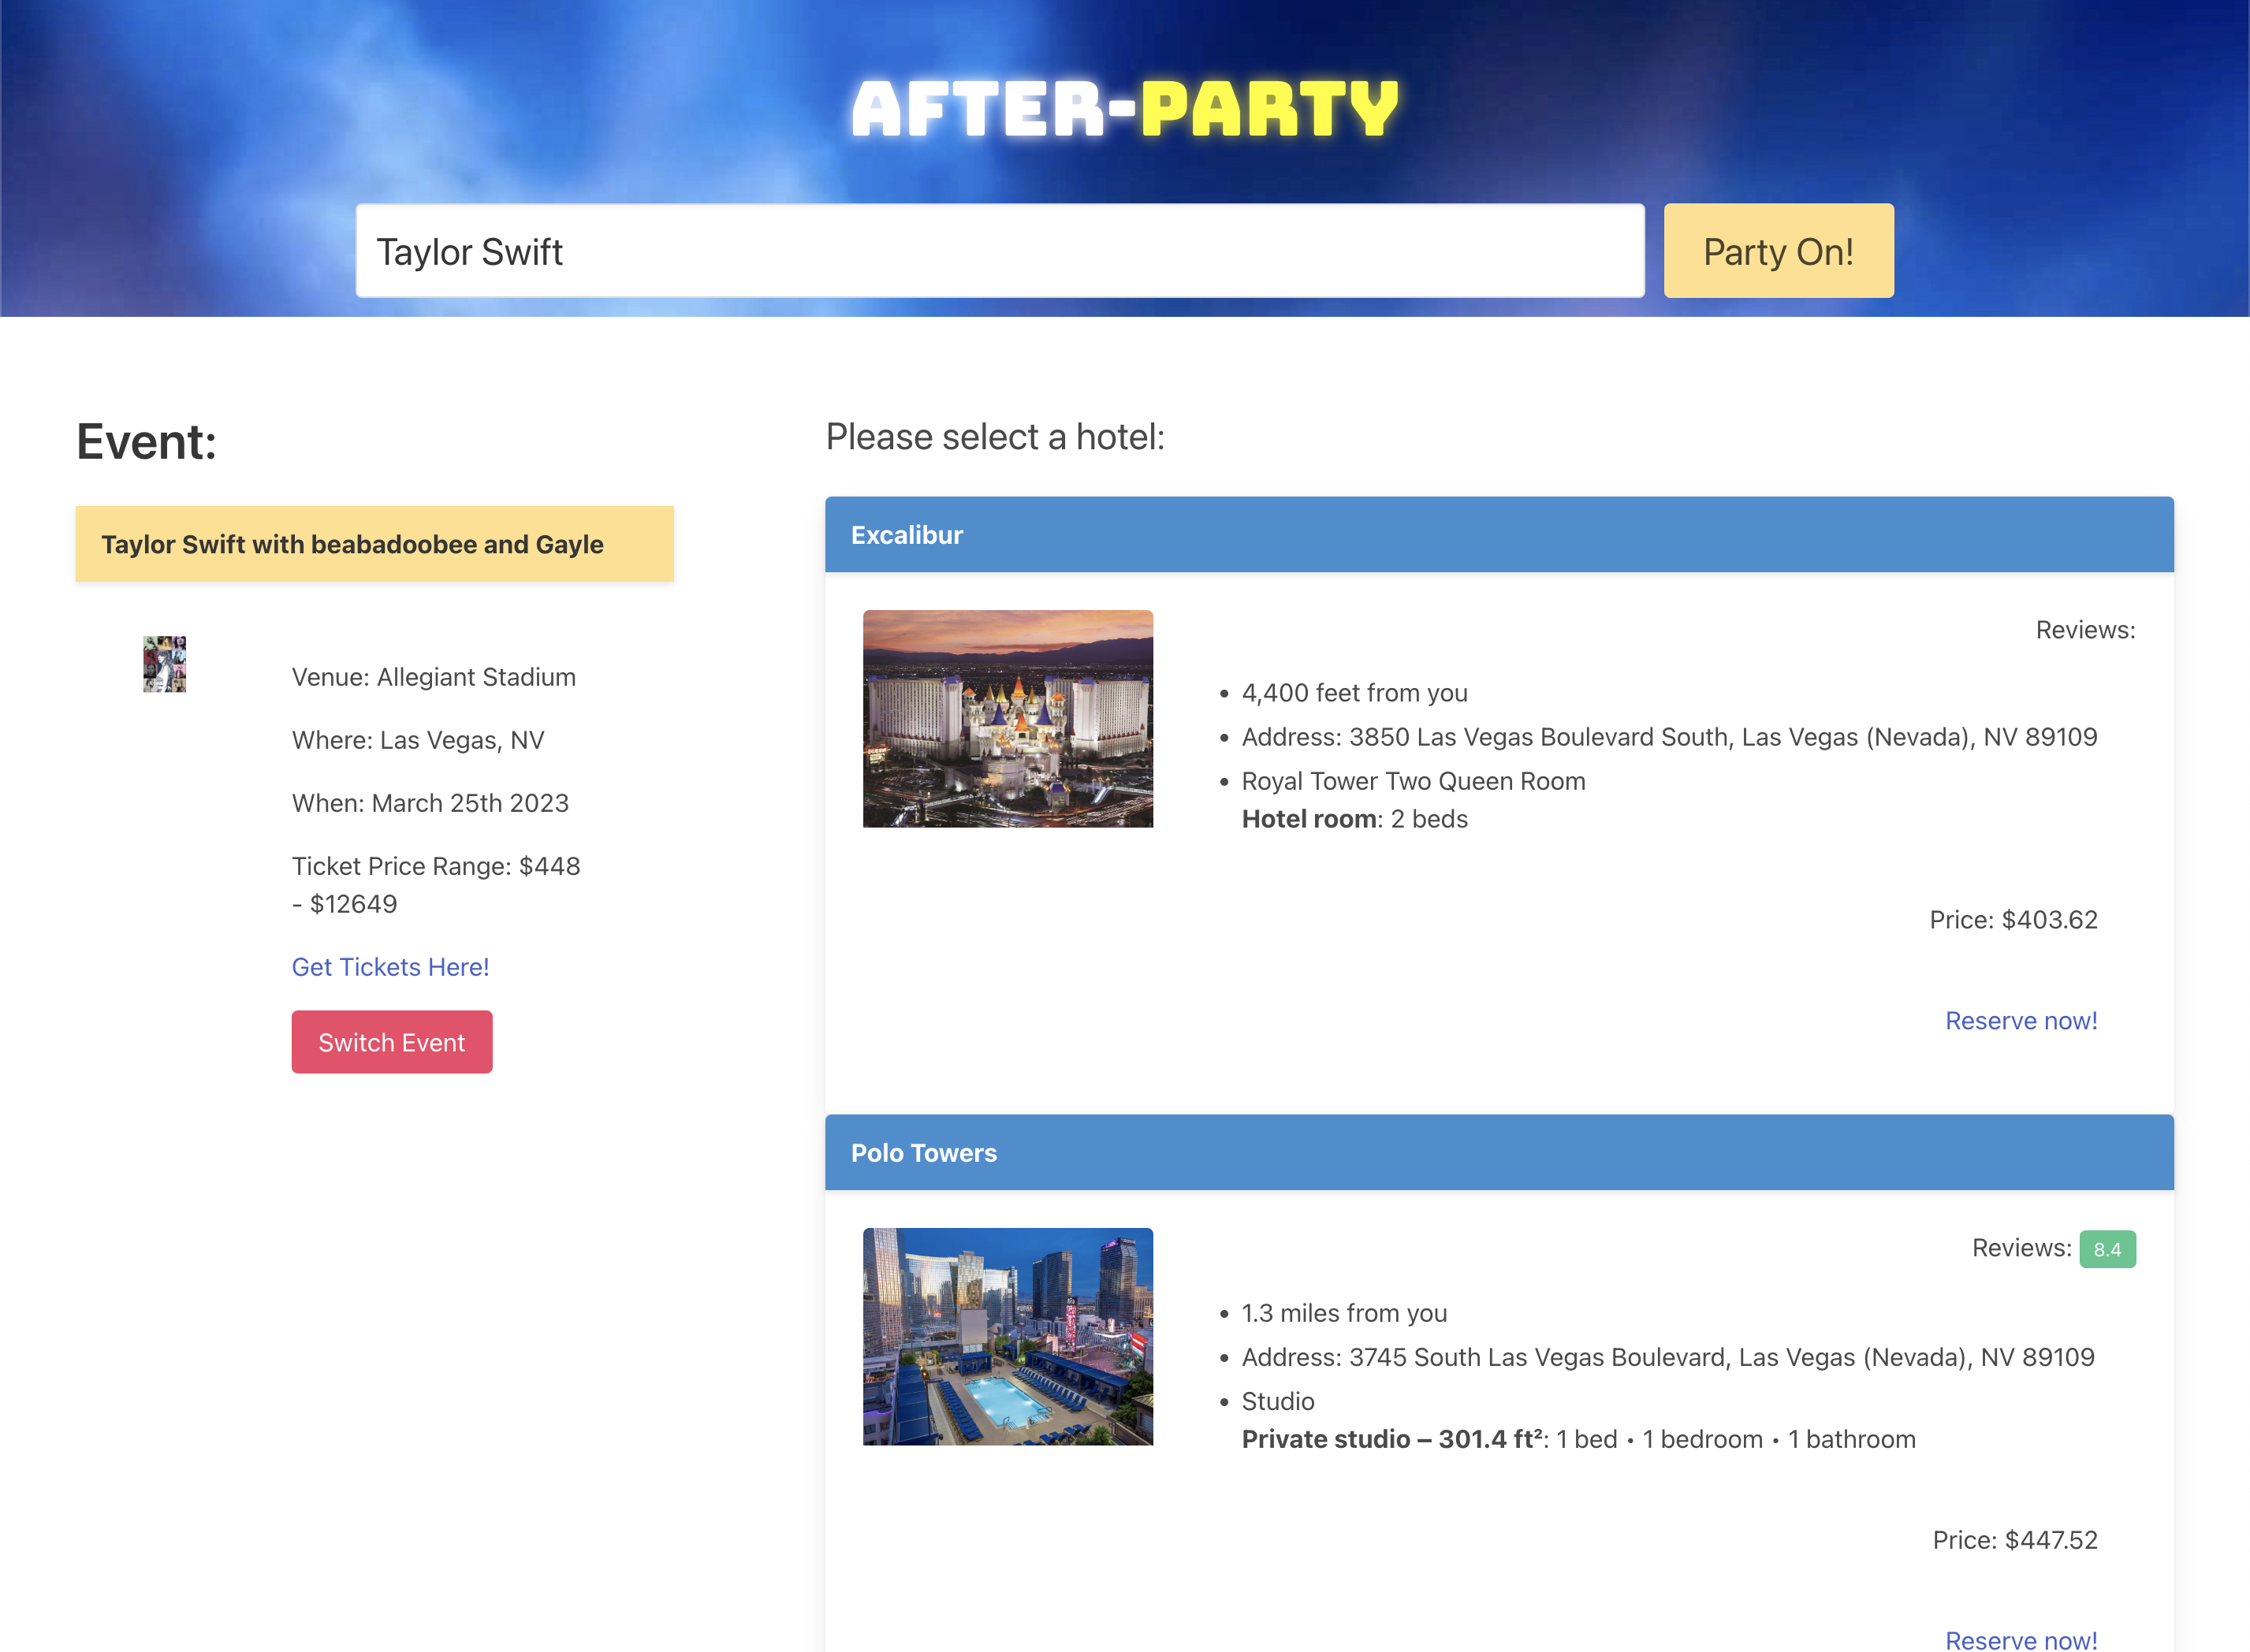 AFTER-PARTY
Taylor Swift
Party On!
Event:
Taylor Swift with beabadoobee and Gayle
Venue: Allegiant Stadium
Where: Las Vegas, NV
When: March 25th 2023
Ticket Price Range: $448
- $12649
Get Tickets Here!
Switch Event
Please select a hotel:
Excalibur
Reviews:
• 4,400 feet from you
• Address: 3850 Las Vegas Boulevard South, Las Vegas (Nevada), NV 89109
• Royal Tower Two Queen Room
Hotel room: 2 beds
Price: $403.62
Reserve now!
Polo Towers
Reviews: 8.4
• 1.3 miles from you
• Address: 3745 South Las Vegas Boulevard, Las Vegas (Nevada), NV 89109
• Studio
Private studio – 301.4 ft²: 1 bed • 1 bedroom • 1 bathroom
Price: $447.52
Reserve now!